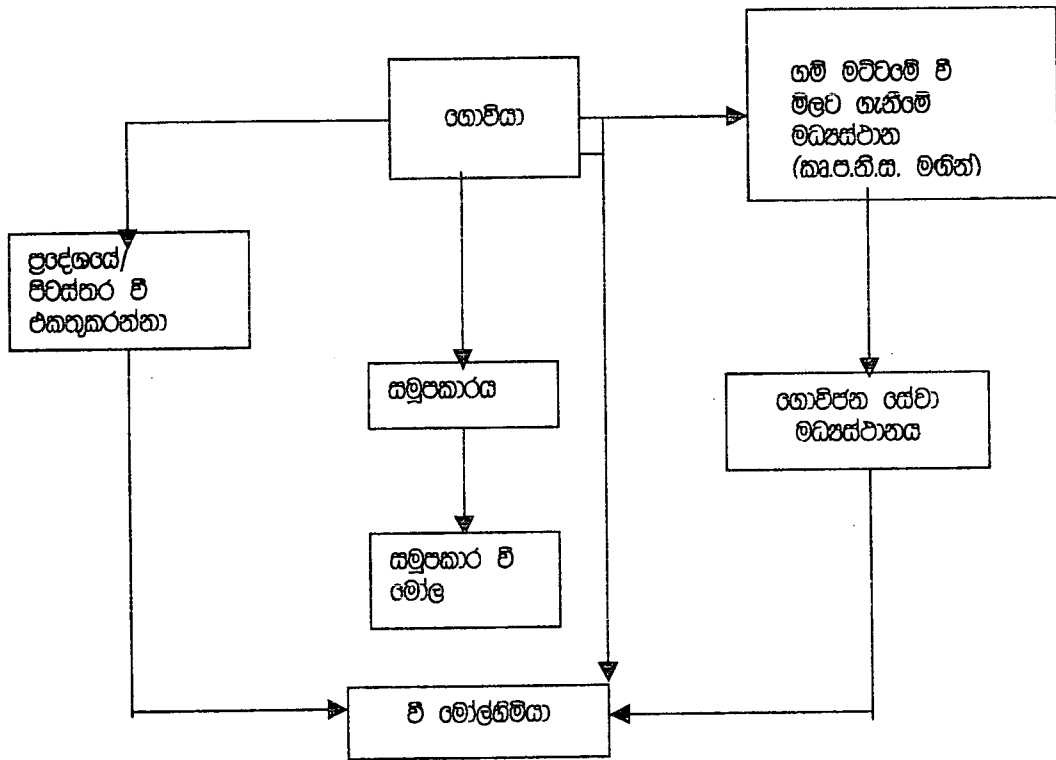 ගොවියා
ගම් මට්ටමේ වී
මිලට ගැනීමේ
මධ්‍යස්ථාන
(කෘ.ප.නි.ස. මගින්)
ප්‍රදේශයේ/
පිටස්තර වී
එකතුකරන්නා
සමූපකාරය
ගොවිජන සේවා
මධ්‍යස්ථානය
සමූපකාර වී
මෝල
වී මෝල්හිමියා